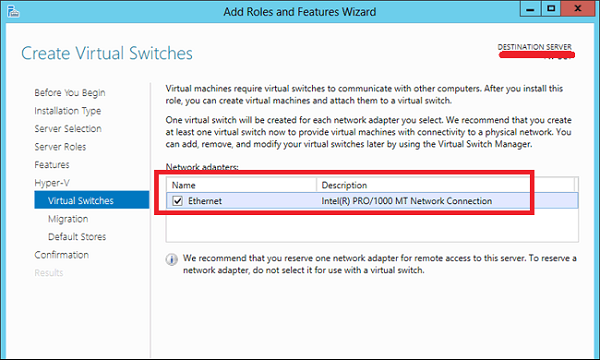 Add Roles and Features Wizard
Create Virtual Switches
DESTINATION SERVER
Before You Begin
Installation Type
Server Selection
Server Roles
Features
Hyper-V
Virtual Switches
Migration
Default Stores
Confirmation
Results
Virtual machines require virtual switches to communicate with other computers. After you install this
role, you can create virtual machines and attach them to a virtual switch.
One virtual switch will be created for each network adapter you select. We recommend that you create
at least one virtual switch now to provide virtual machines with connectivity to a physical network. You
can add, remove, and modify your virtual switches later by using the Virtual Switch Manager.
Network adapters:
Name Description
Ethernet Intel(R) PRO/1000 MT Network Connection
We recommend that you reserve one network adapter for remote access to this server. To reserve a
network adapter, do not select it for use with a virtual switch.